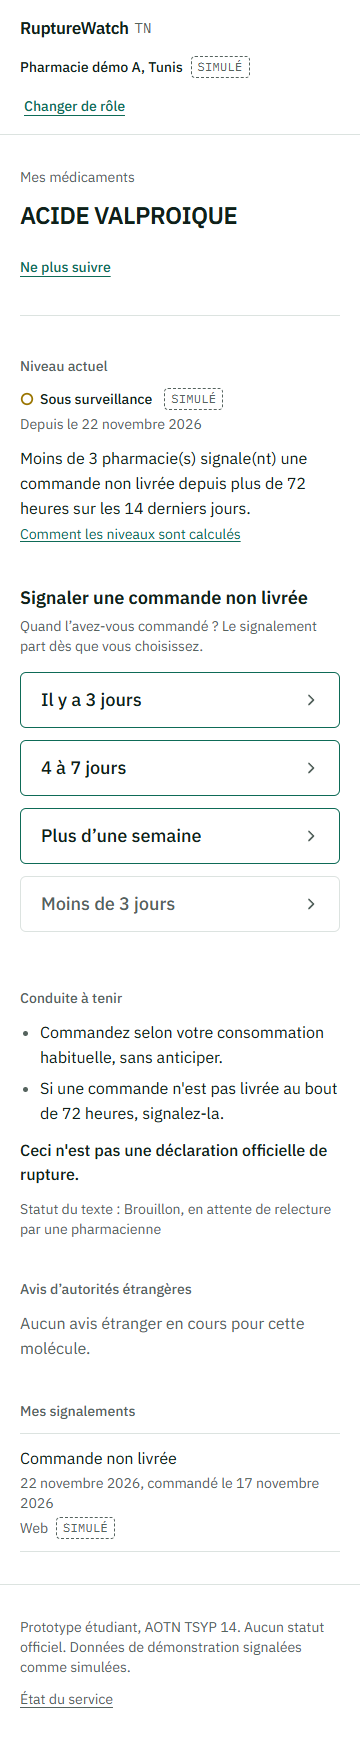 RuptureWatch TN
Pharmacie démo A, Tunis SIMULÉ
Changer de rôle
Mes médicaments
ACIDE VALPROIQUE
Ne plus suivre
Niveau actuel
Sous surveillance SIMULÉ
Depuis le 22 novembre 2026
Moins de 3 pharmacie(s) signale(nt) une
commande non livrée depuis plus de 72
heures sur les 14 derniers jours.
Comment les niveaux sont calculés
Signaler une commande non livrée
Quand l’avez-vous commandé ? Le signalement
part dès que vous choisissez.
Il y a 3 jours
4 à 7 jours
Plus d’une semaine
Moins de 3 jours
Conduite à tenir
• Commandez selon votre consommation
habituelle, sans anticiper.
• Si une commande n'est pas livrée au bout
de 72 heures, signalez-la.
Ceci n'est pas une déclaration officielle de
rupture.
Statut du texte : Brouillon, en attente de relecture
par une pharmacienne
Avis d’autorités étrangères
Aucun avis étranger en cours pour cette
molécule.
Mes signalements
Commande non livrée
22 novembre 2026, commandé le 17 novembre
2026
Web SIMULÉ
Prototype étudiant, AOTN TSYP 14. Aucun statut
officiel. Données de démonstration signalées
comme simulées.
État du service